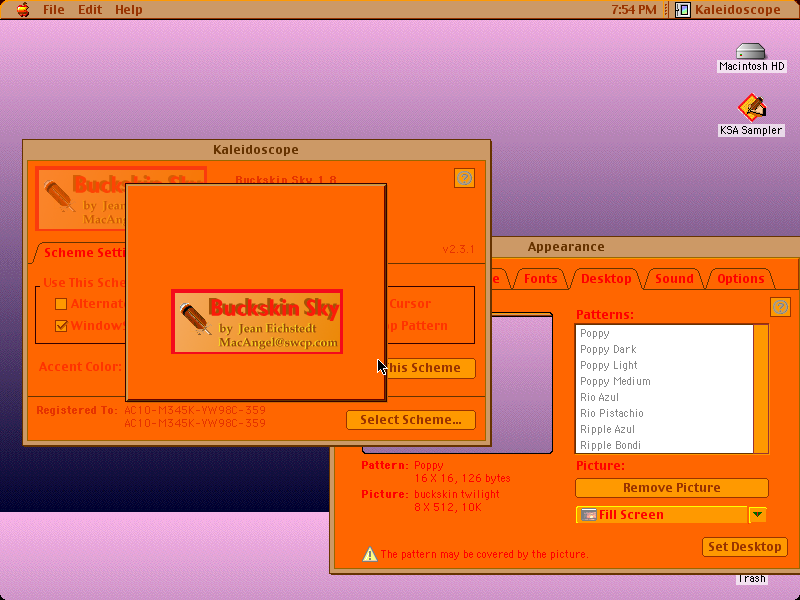 File Edit Help
7:54 PM
Kaleidoscope
Macintosh HD
KSA Sampler
Kaleidoscope
Buckskin Sky
by Jean
MacAngel
Buckskin Sky 1.8
v2.3.1
Scheme Setti
Use This Sche
Alternat
WindowS
Cursor
p Pattern
Accent Color:
his Scheme
Registered To: AC10-M345K-YW98C-359
AC10-M345K-YW98C-359
Select Scheme...
Buckskin Sky
by Jean Eichstedt
MacAngel@swcp.com
Appearance
e
Fonts
Desktop
Sound
Options
Patterns:
Poppy
Poppy Dark
Poppy Light
Poppy Medium
Rio Azul
Rio Pistachio
Ripple Azul
Ripple Bondi
Pattern: Poppy
16 X 16, 126 bytes
Picture: buckskin twilight
8 X 512, 10K
Picture:
Remove Picture
Fill Screen
The pattern may be covered by the picture.
Set Desktop
Trash